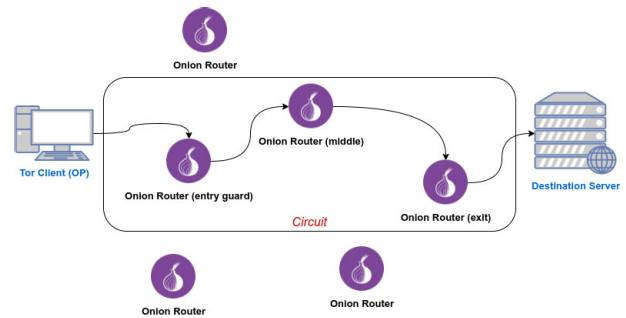 Onion Router
Onion Router (middle)
Tor Client (OP)
Onion Router (entry guard)
Destination Server
Onion Router (exit)
Circuit
Onion Router
Onion Router